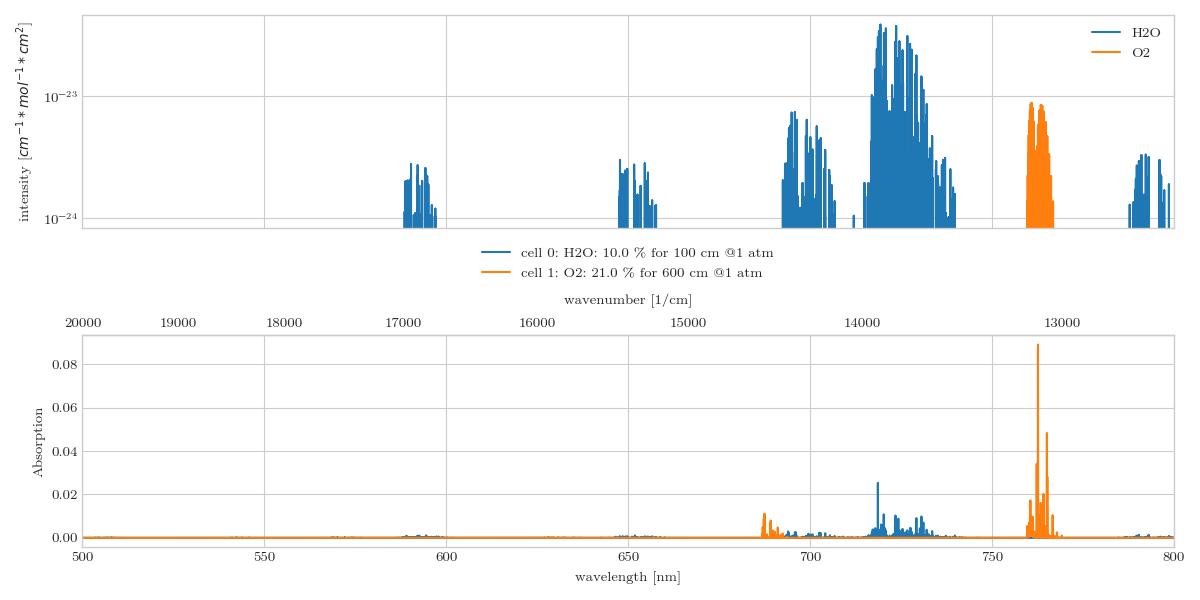 intensity [cm⁻¹ * mol⁻¹ * cm²]
10⁻²³
10⁻²⁴
H2O
O2
cell 0: H2O: 10.0 % for 100 cm @1 atm
cell 1: O2: 21.0 % for 600 cm @1 atm
wavenumber [1/cm]
20000 19000 18000 17000 16000 15000 14000 13000
Absorption
0.08
0.06
0.04
0.02
0.00
500 550 600 650 700 750 800
wavelength [nm]